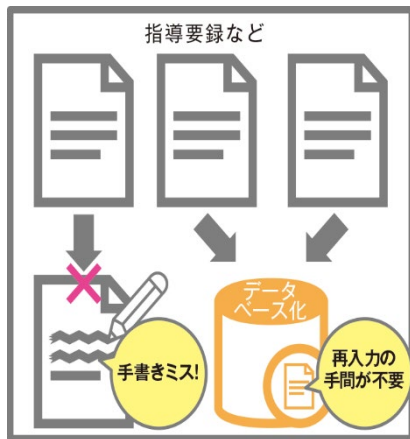 指導要録など
データ
ベース化
手書きミス!
再入力の
手間が不要